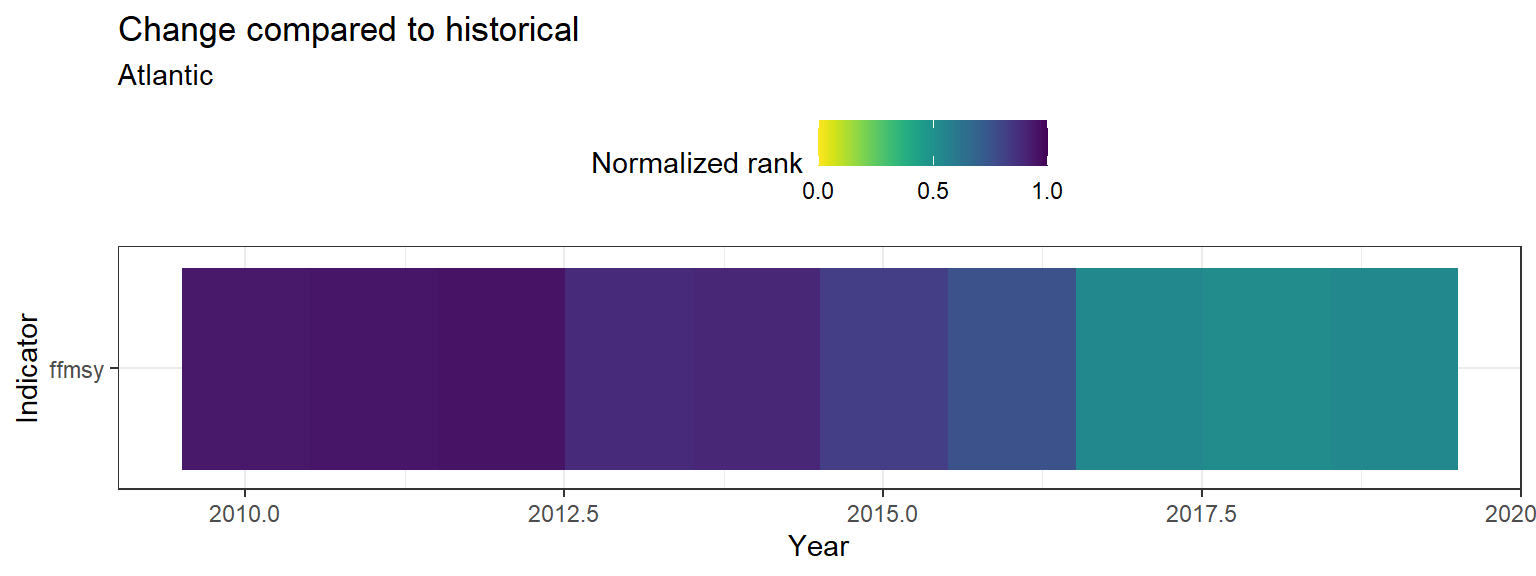 Change compared to historical
Atlantic
Normalized rank
0.0 0.5 1.0
Indicator
ffmsy
2010.0 2012.5 2015.0 2017.5 2020
Year